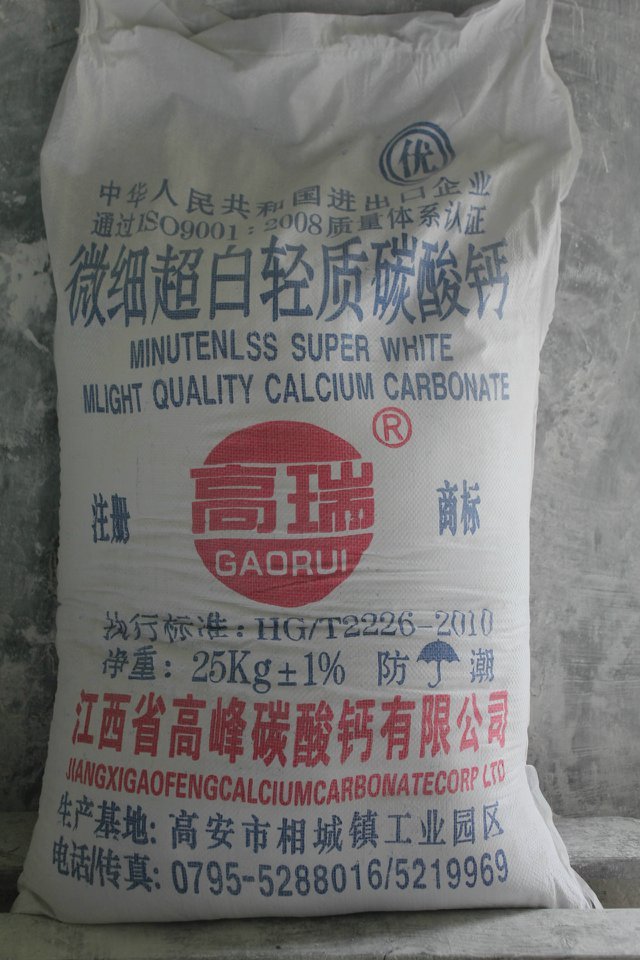 优
中华人民共和国进出口企业
通过ISO9001:2008质量体系认证
微细超白轻质碳酸钙
MINUTENLSS SUPER WHITE
MLIGHT QUALITY CALCIUM CARBONATE
®
高瑞
GAORUI
注册 商标
执行标准:HG/T2226-2010
净重:25Kg±1% 防潮
江西省高峰碳酸钙有限公司
JIANGXIGAOFENGCALCIUMCARBONATECORP LTD
生产基地:高安市相城镇工业园区
电话/传真:0795-5288016/5219969